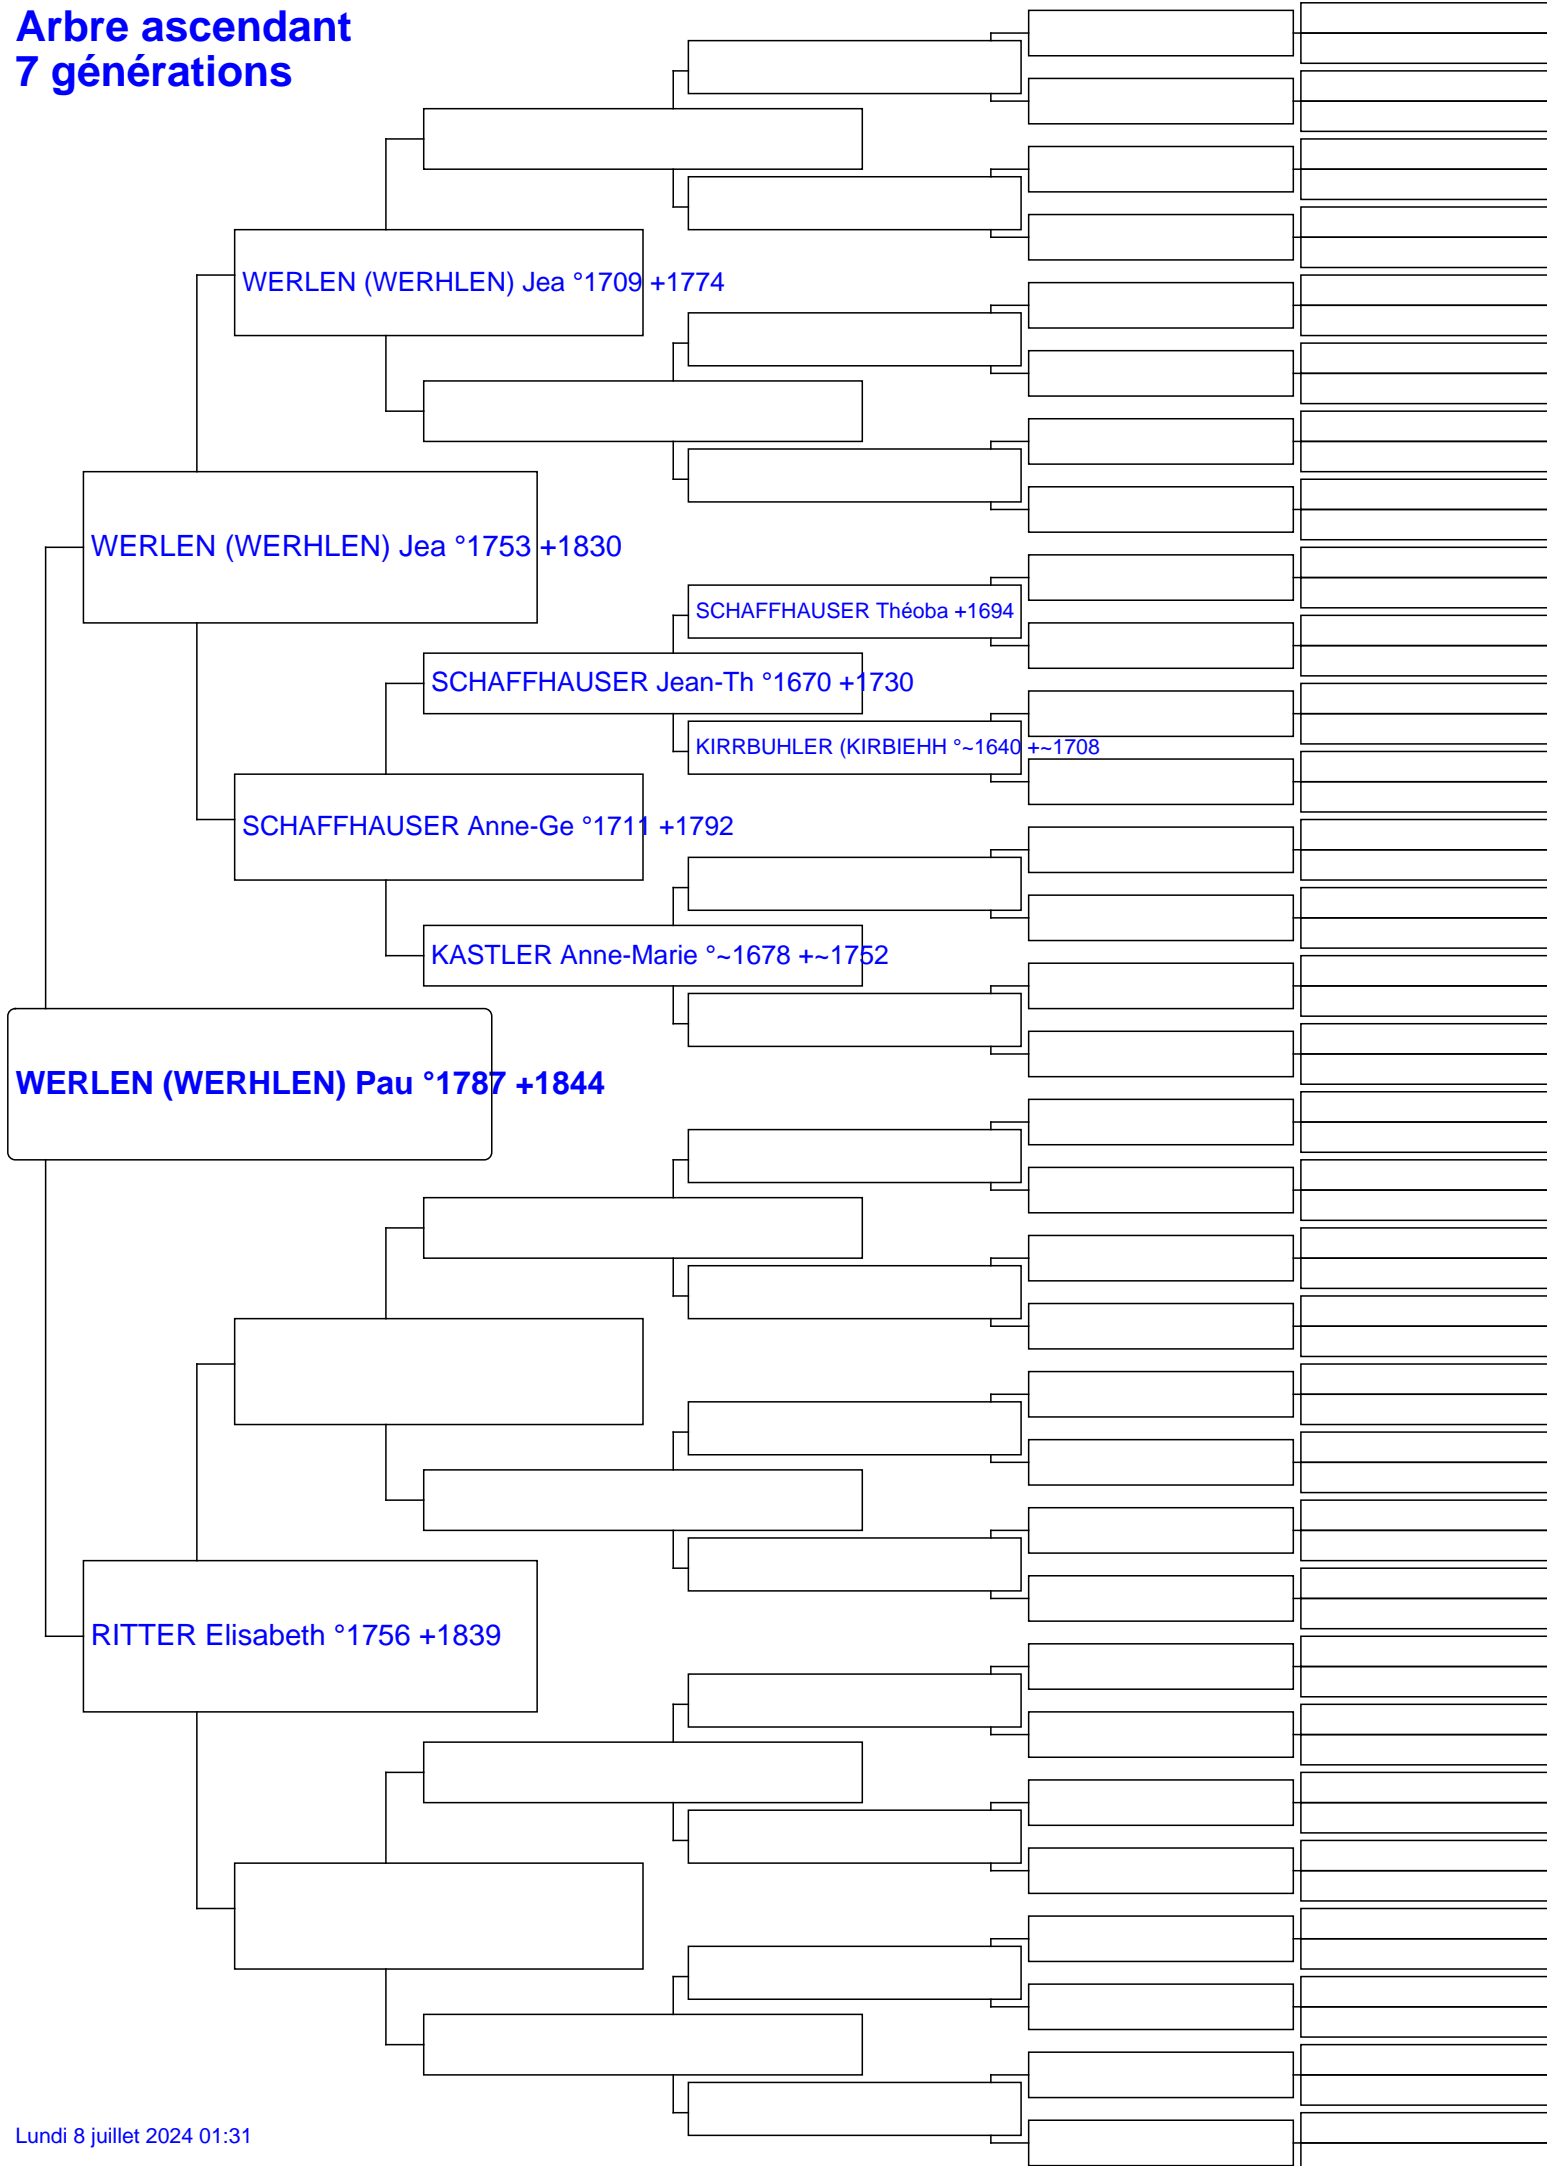 Arbre ascendant
7 générations
WERLEN (WERHLEN) Jea °1709 +1774
WERLEN (WERHLEN) Jea °1753 +1830
SCHAFFHAUSER Théoba +1694
SCHAFFHAUSER Jean-Th °1670 +1730
KIRRBUHLER (KIRBIEHH °~1640 +~1708
SCHAFFHAUSER Anne-Ge °1711 +1792
KASTLER Anne-Marie °~1678 +~1752
WERLEN (WERHLEN) Pau °1787 +1844
RITTER Elisabeth °1756 +1839
Lundi 8 juillet 2024 01:31